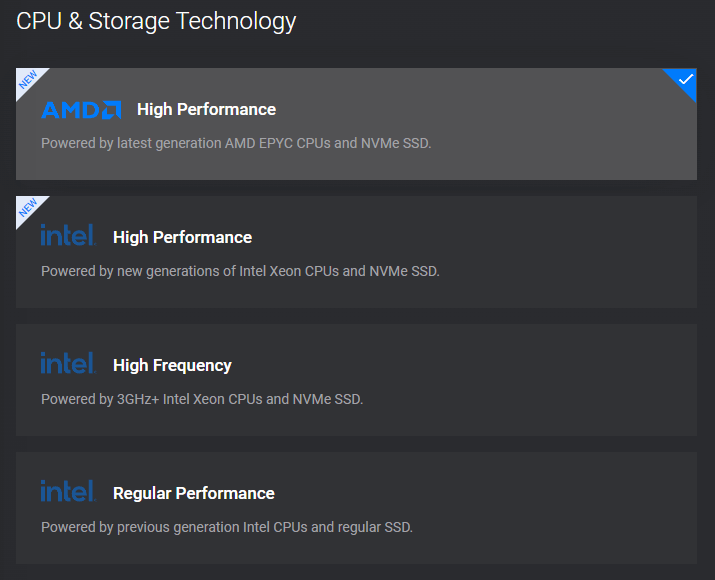 CPU & Storage Technology
NEW
AMD High Performance
Powered by latest generation AMD EPYC CPUs and NVMe SSD.
NEW
intel. High Performance
Powered by new generations of Intel Xeon CPUs and NVMe SSD.
intel. High Frequency
Powered by 3GHz+ Intel Xeon CPUs and NVMe SSD.
intel. Regular Performance
Powered by previous generation Intel CPUs and regular SSD.